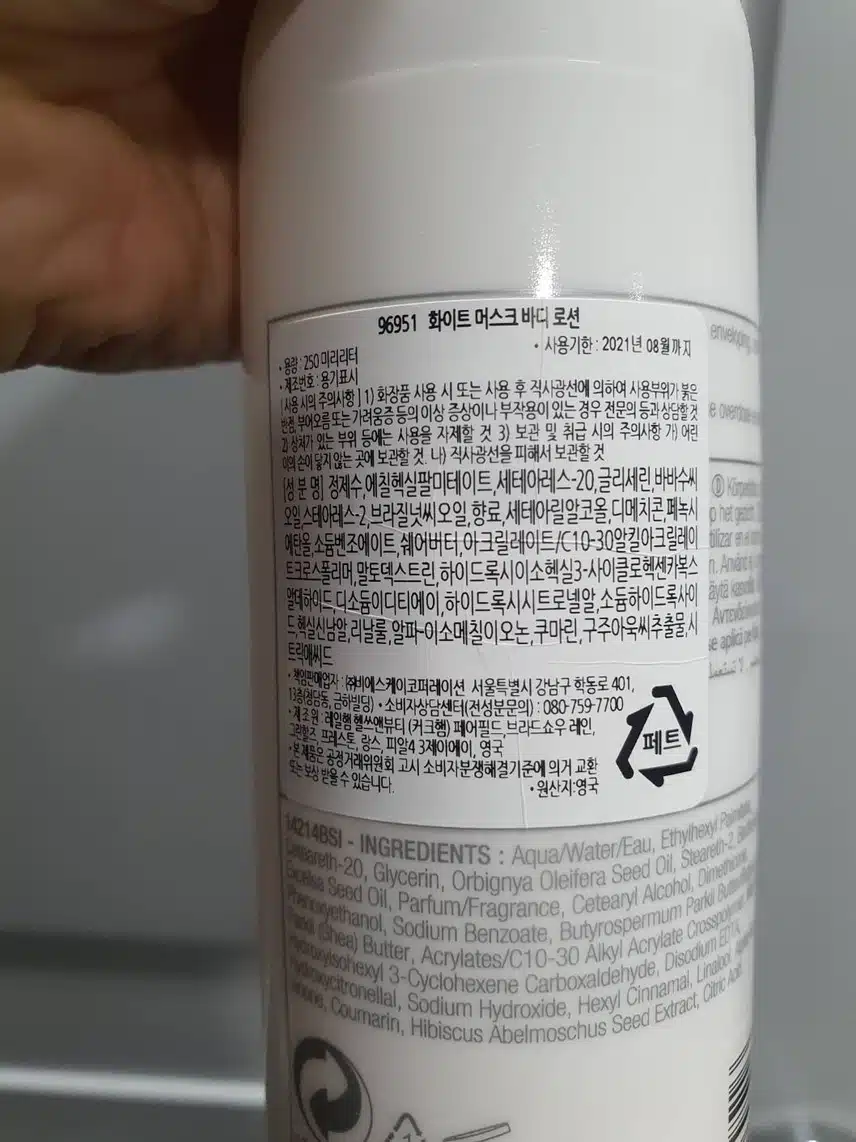 96951 화이트 머스크 바디 로션
• 사용기한 : 2021년 08월까지
• 용량 : 250 미리리터
• 제조번호 : 용기표시
[사용 시의 주의사항] 1) 화장품 사용 시 또는 사용 후 직사광선에 의하여 사용부위가 붉은
반점, 부어오름 또는 가려움증 등의 이상 증상이나 부작용이 있는 경우 전문의 등과 상담할 것
2) 상처가 있는 부위 등에는 사용을 자제할 것 3) 보관 및 취급 시의 주의사항 가) 어린
이의 손이 닿지 않는 곳에 보관할 것. 나) 직사광선을 피해서 보관할 것
[성 분 명] 정제수,에칠헥실팔미테이트,세테아레스-20,글리세린,바바수씨
오일,스테아레스-2,브라질넛씨오일,향료,세테아릴알코올,디메치콘,페녹시
에탄올,소듐벤조에이트,쉐어버터,아크릴레이트/C10-30알킬아크릴레이
트크로스폴리머,말토덱스트린,하이드록시이소헥실3-사이클로헥센카복스
알데하이드,디소듐이디티에이,하이드록시시트로넬알,소듐하이드록사이
드,헥실신남알,리날룰,알파-이소메칠이오논,쿠마린,구주아욱씨추출물,시
트릭애씨드
• 책임판매업자 : ㈜비에스케이코퍼레이션 서울특별시 강남구 학동로 401,
13층(청담동, 금하빌딩) • 소비자상담센터(전성분문의) : 080-759-7700
• 제 조 원 : 레일햄 헬쓰앤뷰티 (커크햄) 페어필드, 브라드쇼우 레인,
그린힐즈, 프레스토, 랑스, 피알4 3제이에이, 영국
• 본 제품은 공정거래위원회 고시 소비자분쟁해결기준에 의거 교환
또는 보상 받을 수 있습니다.
• 원산지:영국
페트
enveloping,
14214BSI - INGREDIENTS : Aqua/Water/Eau, Ethylhexyl Palmitate,
Ceteareth-20, Glycerin, Orbignya Oleifera Seed Oil, Steareth-2,
Excelsa Seed Oil, Parfum/Fragrance, Cetearyl Alcohol, Dimethicone,
Phenoxyethanol, Sodium Benzoate, Butyrospermum Parkii Butter/
Parkii (Shea) Butter, Acrylates/C10-30 Alkyl Acrylate Crosspolymer,
Hydroxyisohexyl 3-Cyclohexene Carboxaldehyde, Disodium EDTA,
Hydroxycitronellal, Sodium Hydroxide, Hexyl Cinnamal, Linalool,
Coumarin, Hibiscus Abelmoschus Seed Extract, Citric Acid